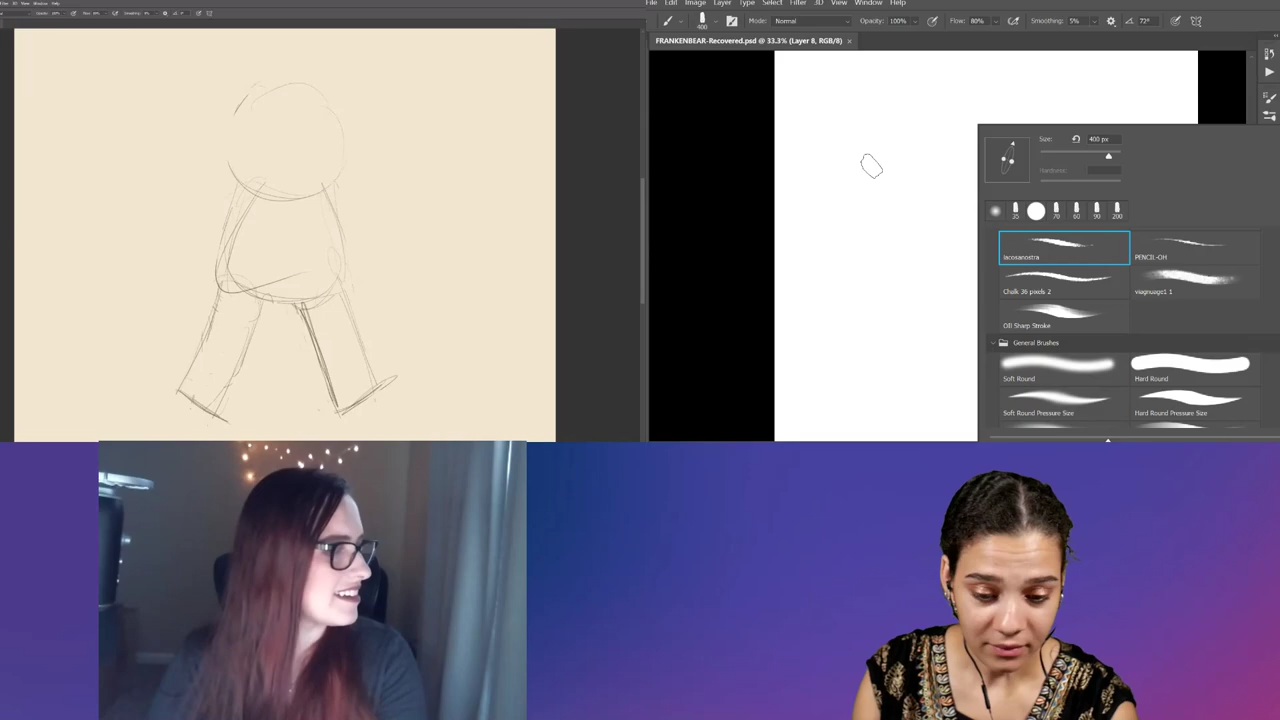 File Edit Image Layer Type Select Filter 3D View Window Help
400 Mode: Normal Opacity: 100% Flow: 80% Smoothing: 5% 72°
FRANKENBEAR-Recovered.psd @ 33.3% (Layer 8, RGB/8) ×
Size: 400 px
Hardness:
35 70 60 90 200
PENCIL-OH
Chalk 36 pixels 2
Oil Sharp Stroke
General Brushes
Soft Round Hard Round
Soft Round Pressure Size Hard Round Pressure Size